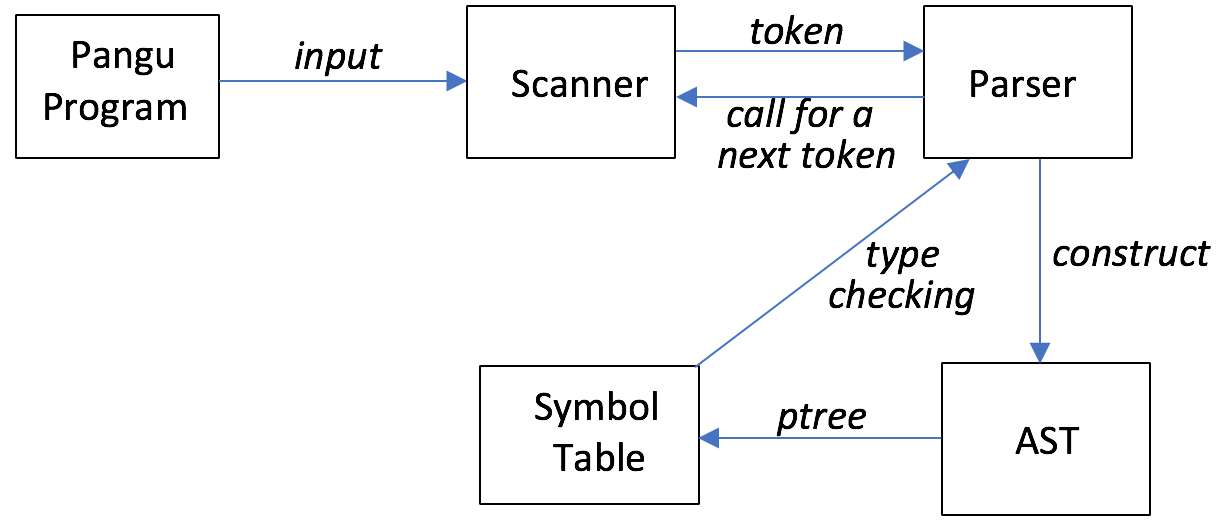 Pangu
Program
input
Scanner
token
call for a
next token
Parser
type
checking
construct
Symbol
Table
ptree
AST